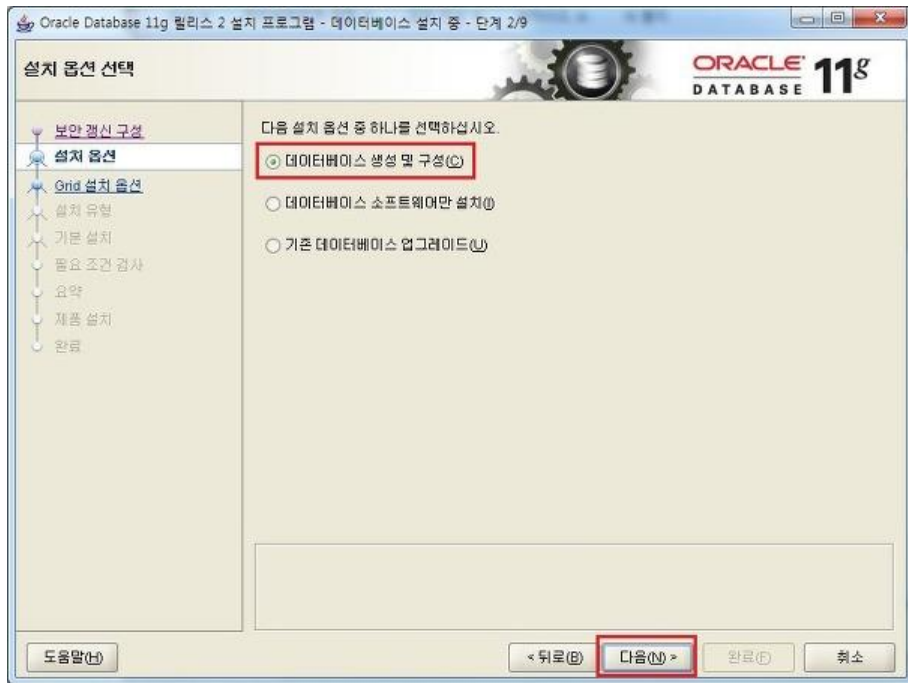 Oracle Database 11g 릴리스 2 설치 프로그램 - 데이터베이스 설치 중 - 단계 2/9
설치 옵션 선택
ORACLE 11g
DATABASE
보안 갱신 구성
설치 옵션
Grid 설치 옵션
설치 유형
기본 설치
필요 조건 검사
요약
제품 설치
완료
다음 설치 옵션 중 하나를 선택하십시오.
데이터베이스 생성 및 구성(C)
데이터베이스 소프트웨어만 설치(I)
기존 데이터베이스 업그레이드(U)
도움말(H)
< 뒤로(B)
다음(N) >
완료(F)
취소